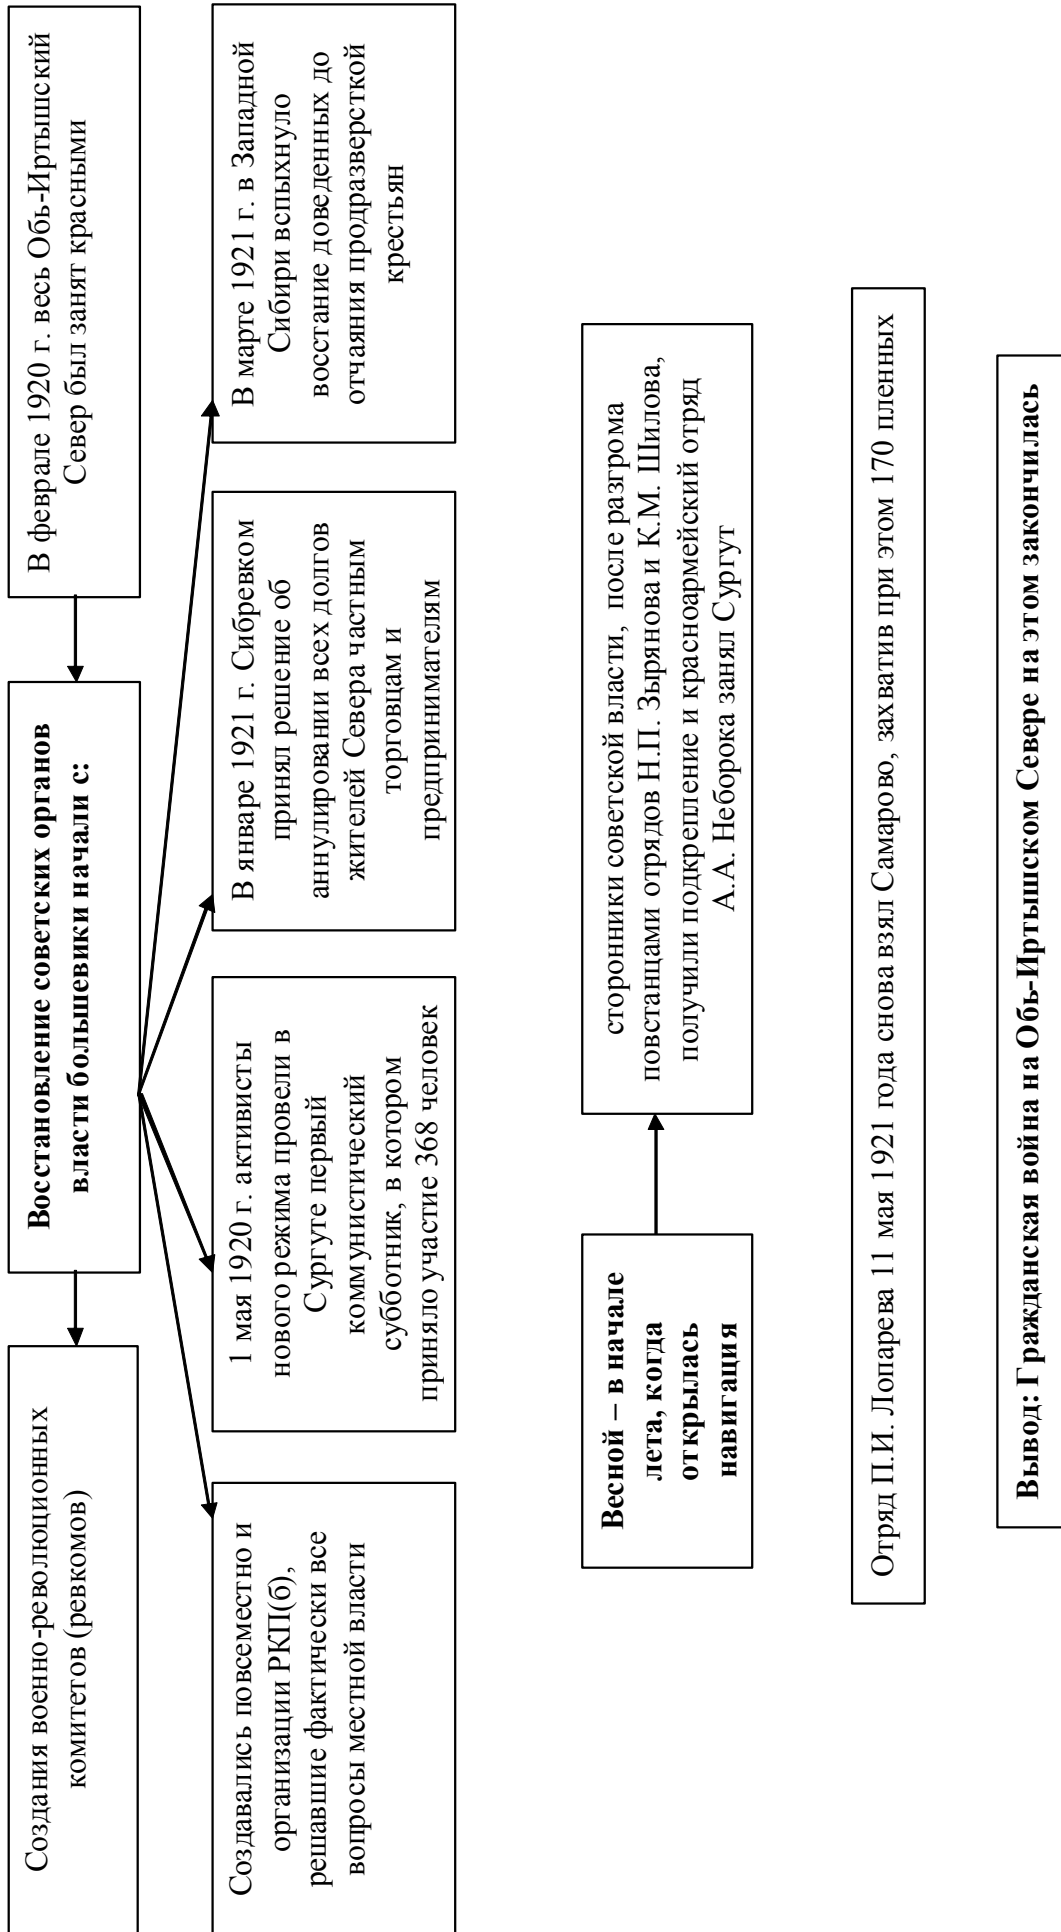 Создания военно-революционных
комитетов (ревкомов)
Восстановление советских органов
власти большевики начали с:
В феврале 1920 г. весь Обь-Иртышский
Север был занят красными
Создавались повсеместно и
организации РКП(б),
решавшие фактически все
вопросы местной власти
1 мая 1920 г. активисты
нового режима провели в
Сургуте первый
коммунистический
субботник, в котором
приняло участие 368 человек
В январе 1921 г. Сибревком
принял решение об
аннулировании всех долгов
жителей Севера частным
торговцам и
предпринимателям
В марте 1921 г. в Западной
Сибири вспыхнуло
восстание доведенных до
отчаяния продразверсткой
крестьян
Весной – в начале
лета, когда
открылась
навигация
сторонники советской власти, после разгрома
повстанцами отрядов Н.П. Зырянова и К.М. Шилова,
получили подкрепление и красноармейский отряд
А.А. Неборока занял Сургут
Отряд П.И. Лопарева 11 мая 1921 года снова взял Самарово, захватив при этом 170 пленных
Вывод: Гражданская война на Обь-Иртышском Севере на этом закончилась